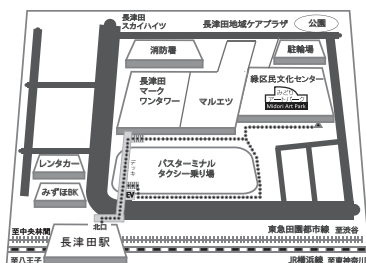 長津田
スカイハイツ
長津田地域ケアプラザ
公園
消防署
駐輪場
長津田
マーク
ワンタワー
マルエツ
緑区民文化センター
みどり
アートパーク
Midori Art Park
レンタカー
みずほBK
デッキ
バスターミナル
タクシー乗り場
EV
北口
長津田駅
至中央林間
東急田園都市線 至渋谷
至八王子
JR横浜線 至東神奈川